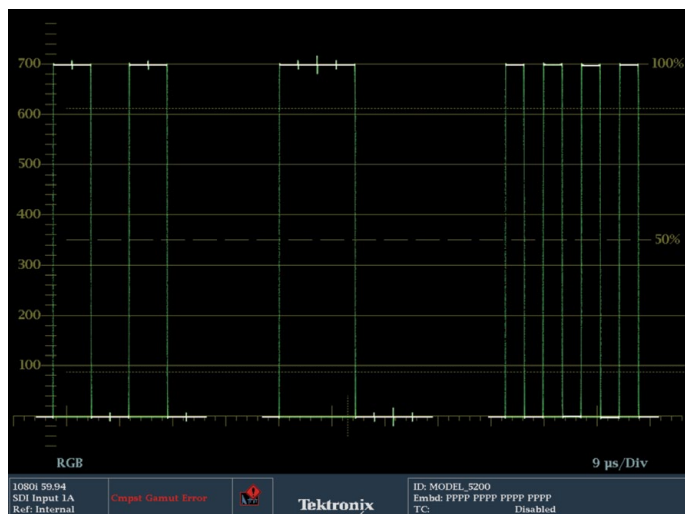 700
100%
600
500
400
50%
300
200
100
RGB
9 µs/Div
1080i 59.94
SDI Input 1A
Ref: Internal
Cmpst Gamut Error
Tektronix
ID: MODEL_5200
Embd: PPPP PPPP PPPP PPPP
TC: Disabled